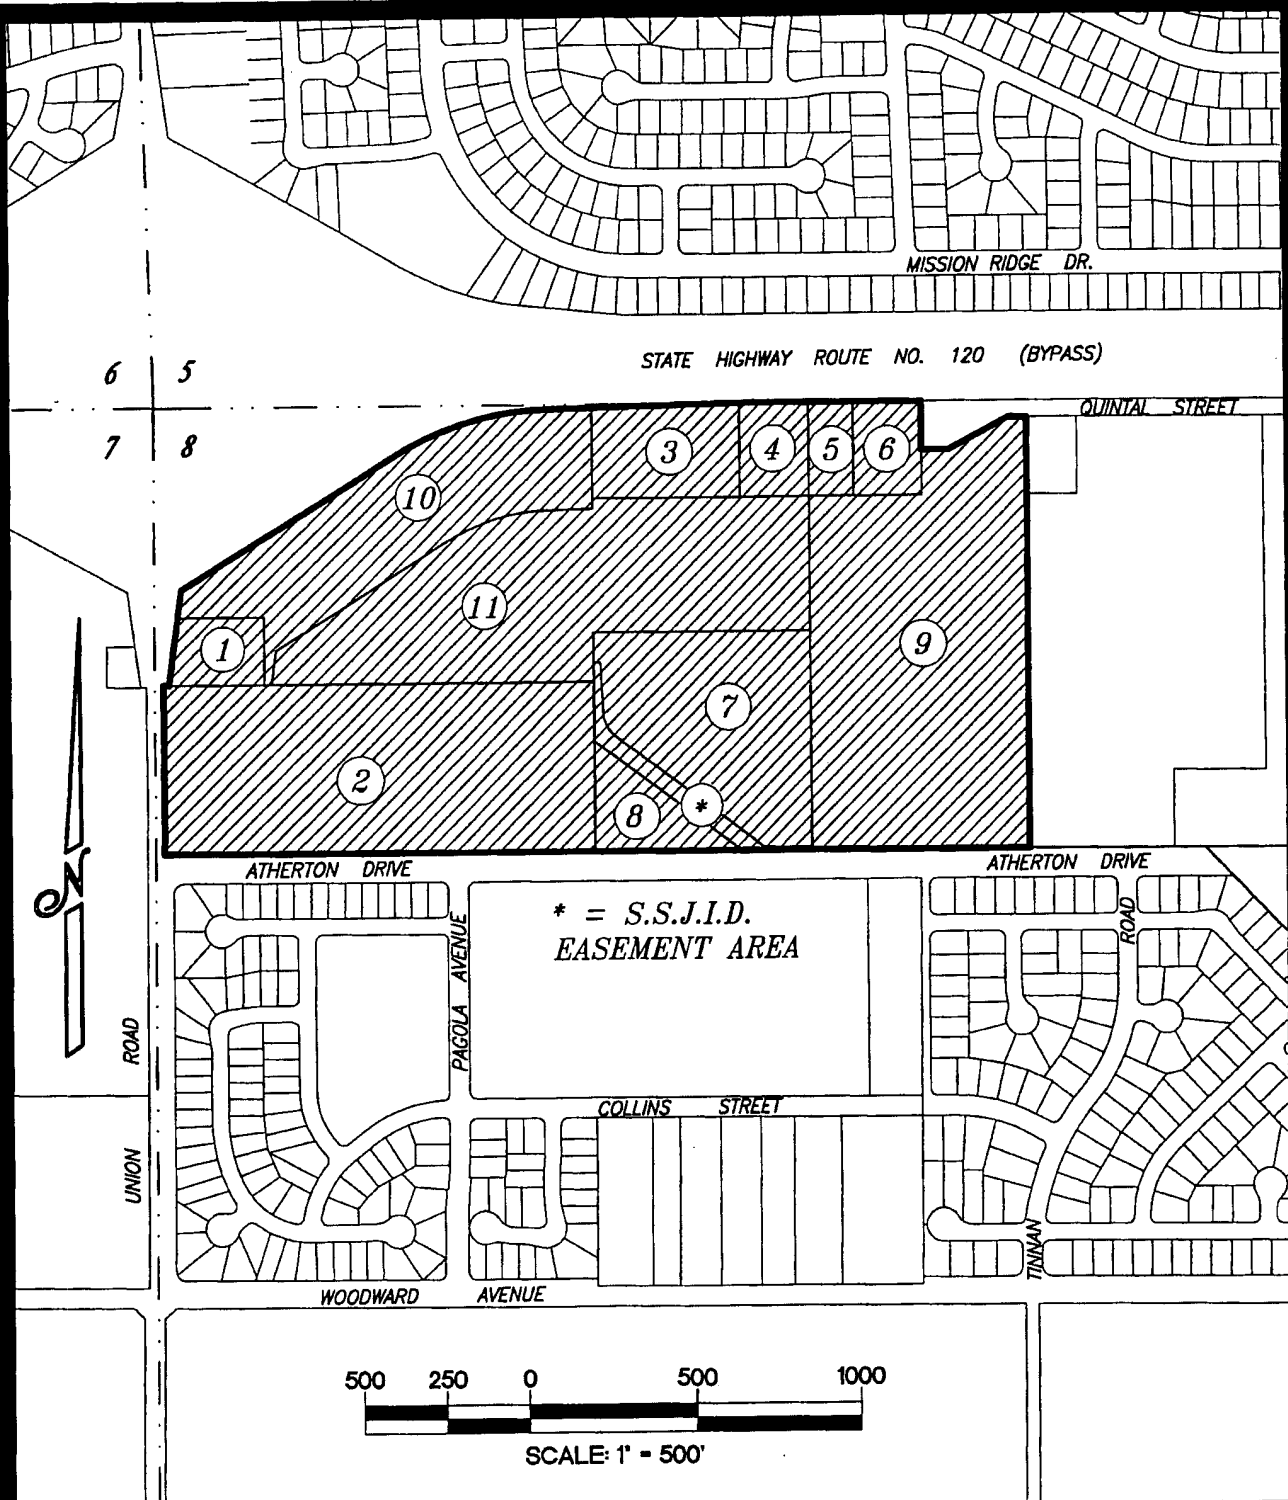 MISSION RIDGE DR.
STATE HIGHWAY ROUTE NO. 120 (BYPASS)
6 5
7 8
QUINTAL STREET
3 4 5 6
10
11
1
9
7
2
8 *
N
ATHERTON DRIVE
ATHERTON DRIVE
* = S.S.J.I.D.
EASEMENT AREA
PAGOLA AVENUE
ROAD
UNION ROAD
COLLINS STREET
TINNAN
WOODWARD AVENUE
500 250 0 500 1000
SCALE: 1" = 500'